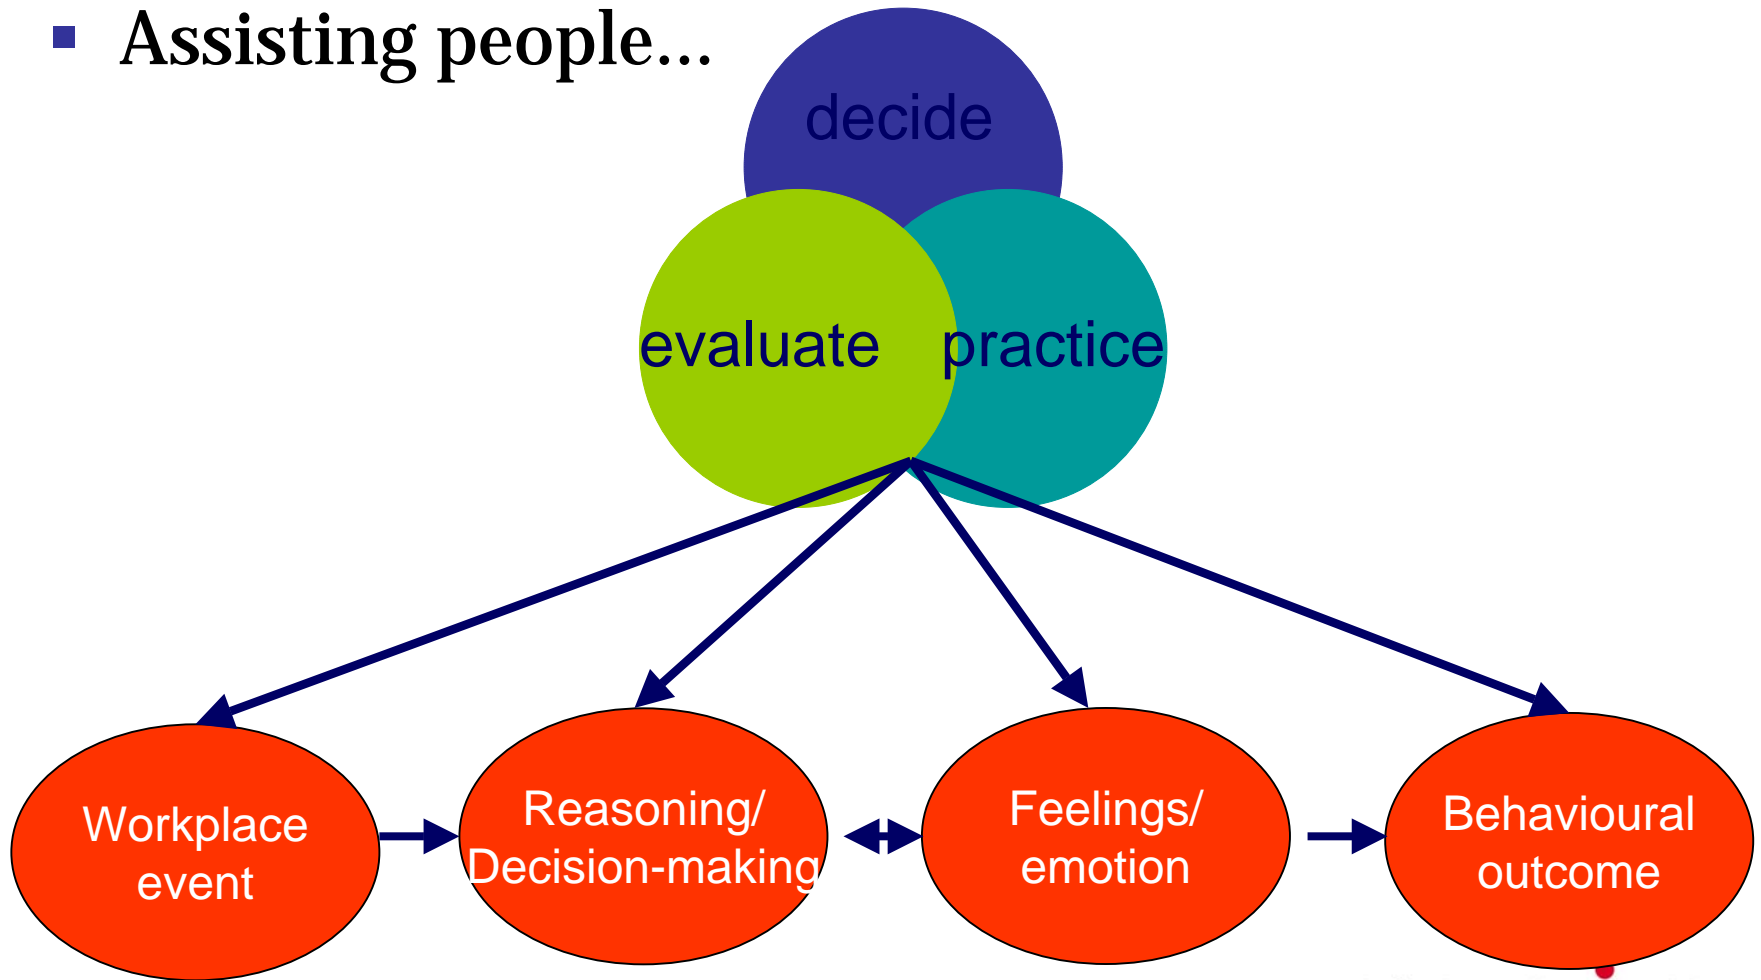 Assisting people...
decide
evaluate practice
Workplace
event
Reasoning/
Decision-making
Feelings/
emotion
Behavioural
outcome